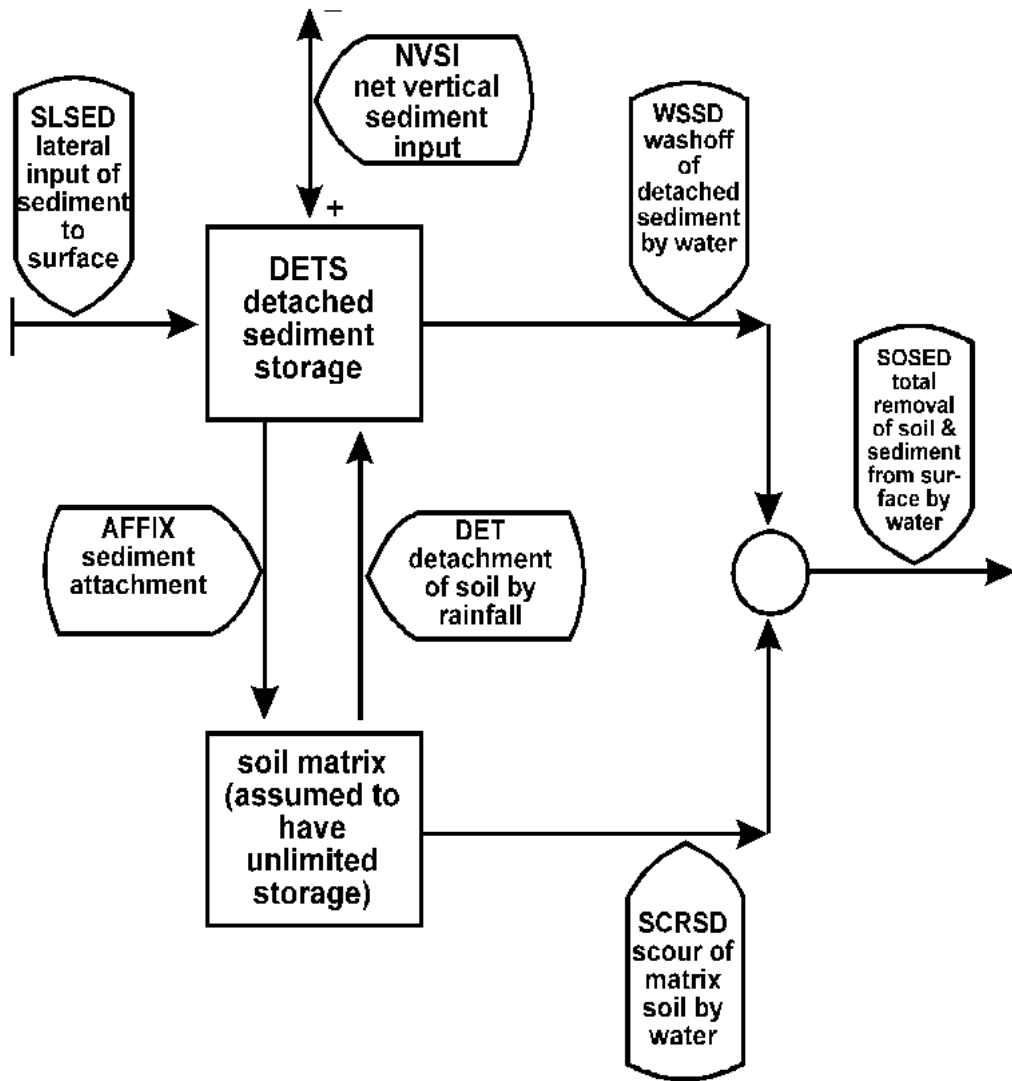 SLSED
lateral
input of
sediment
to
surface
–
NVSI
net vertical
sediment
input
+
WSSD
washoff
of
detached
sediment
by water
DETS
detached
sediment
storage
SOSED
total
removal
of soil &
sediment
from sur-
face by
water
AFFIX
sediment
attachment
DET
detachment
of soil by
rainfall
soil matrix
(assumed to
have
unlimited
storage)
SCRSD
scour of
matrix
soil by
water